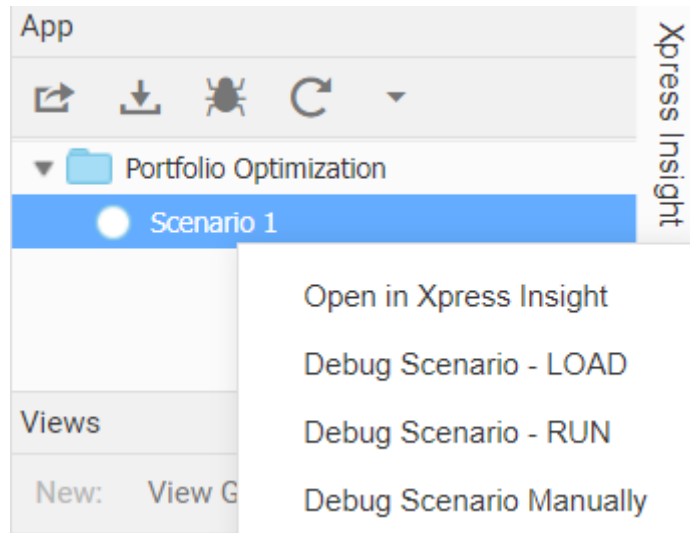 App
Xpress Insight
Portfolio Optimization
Scenario 1
Open in Xpress Insight
Debug Scenario - LOAD
Debug Scenario - RUN
Debug Scenario Manually
Views
New: View G